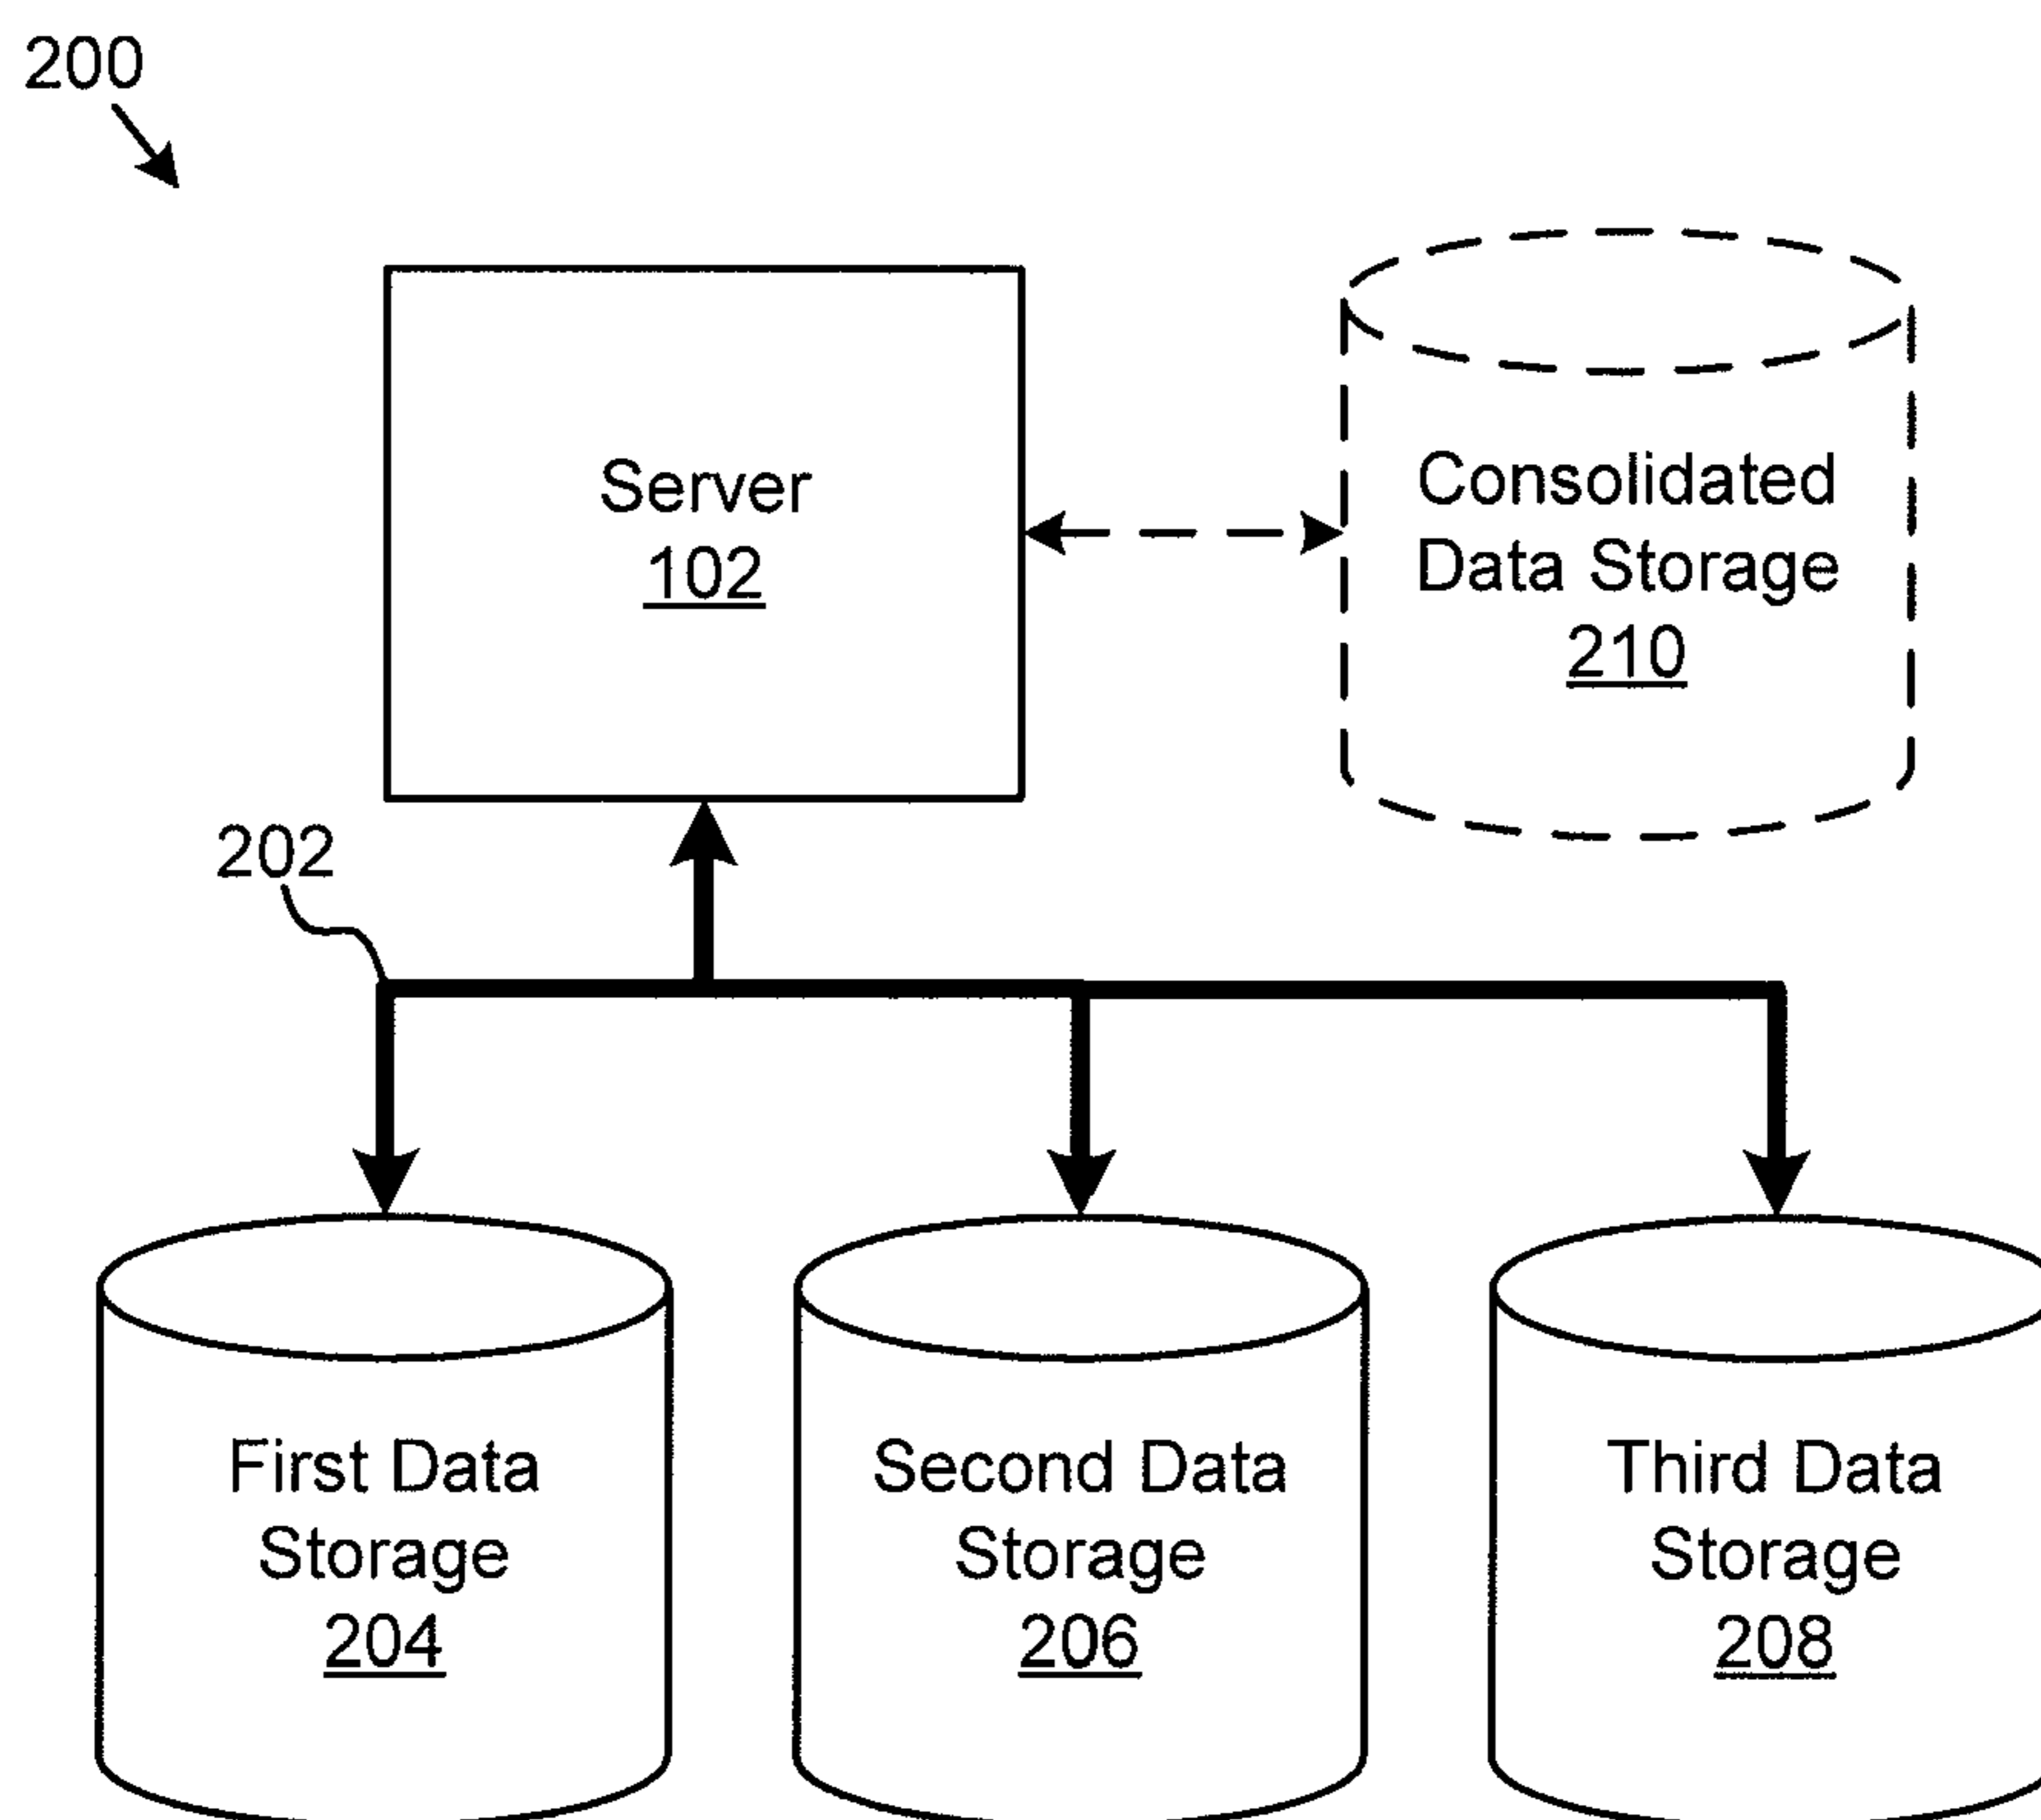 200
Server
102
Consolidated
Data Storage
210
202
First Data
Storage
204
Second Data
Storage
206
Third Data
Storage
208